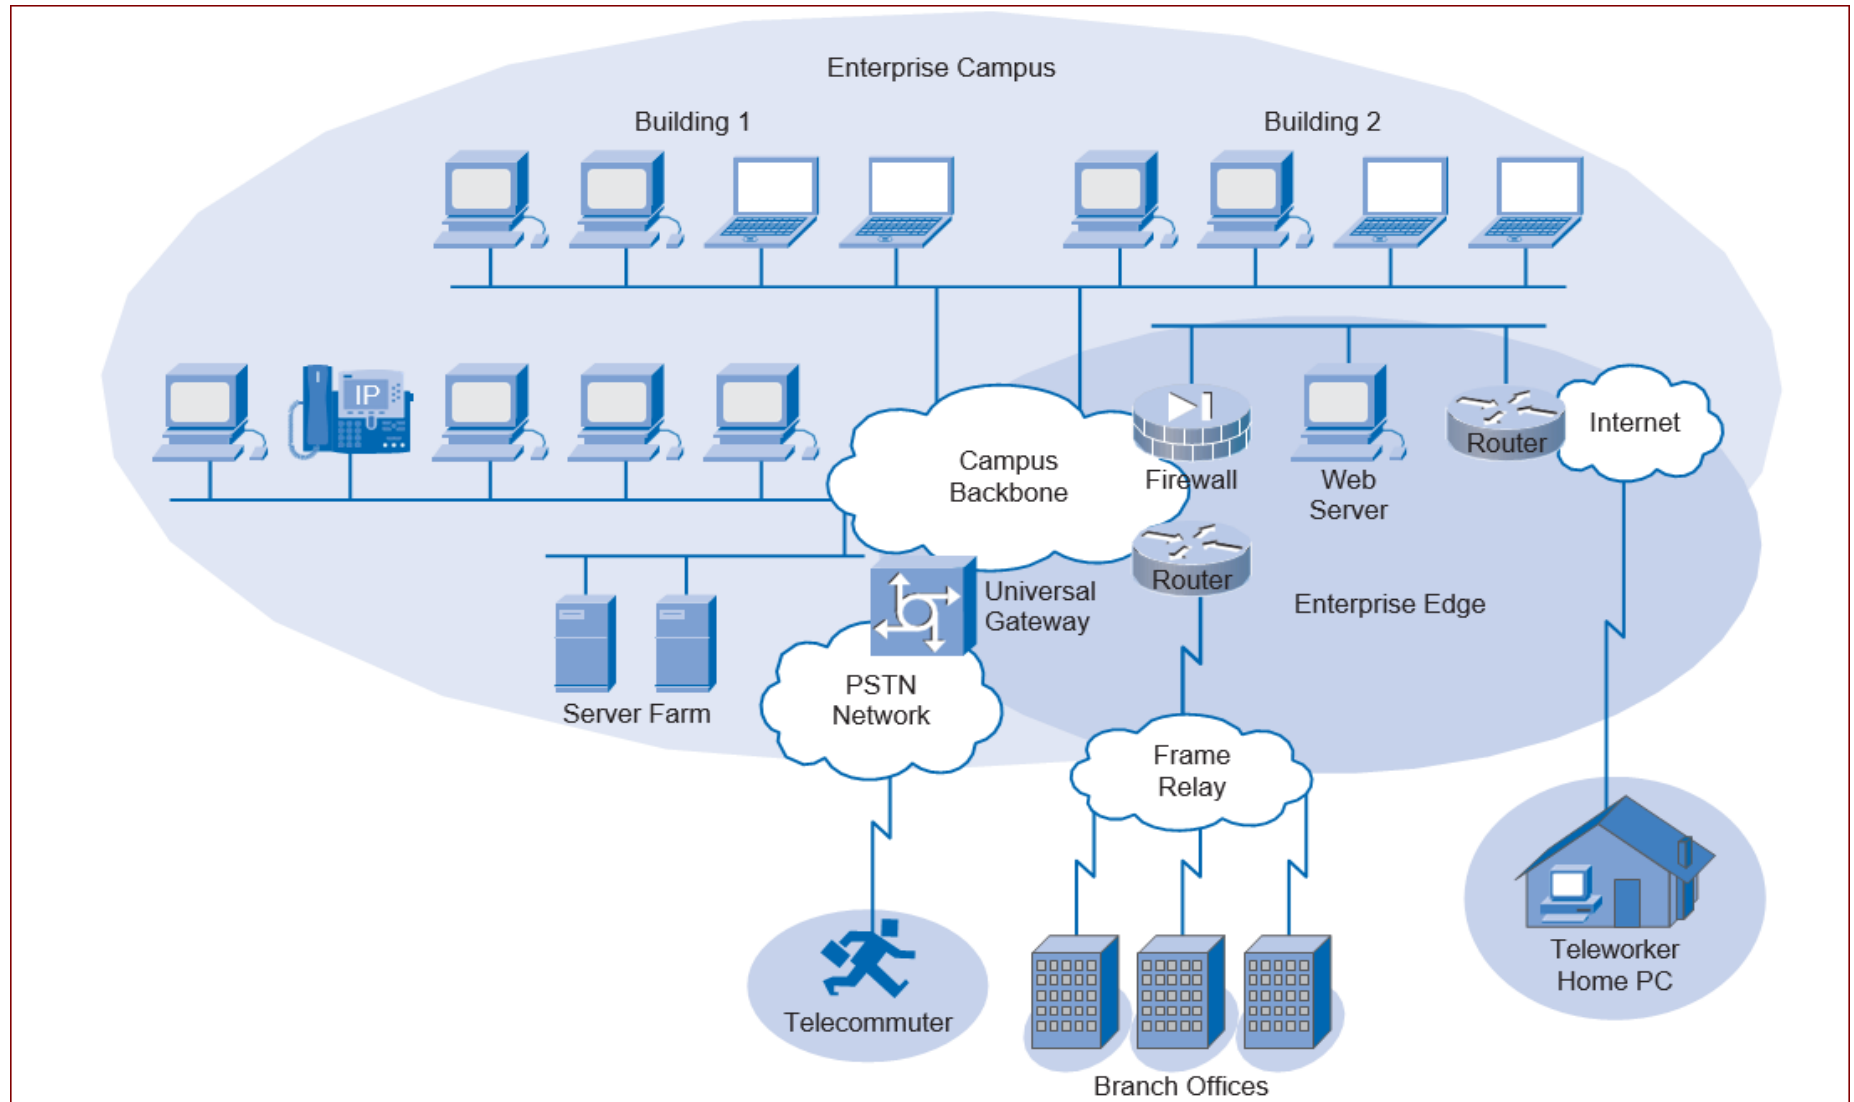 Enterprise Campus
Building 1
Building 2
IP
Campus
Backbone
Firewall
Web
Server
Router
Internet
Router
Universal
Gateway
Enterprise Edge
Server Farm
PSTN
Network
Frame
Relay
Telecommuter
Branch Offices
Teleworker
Home PC